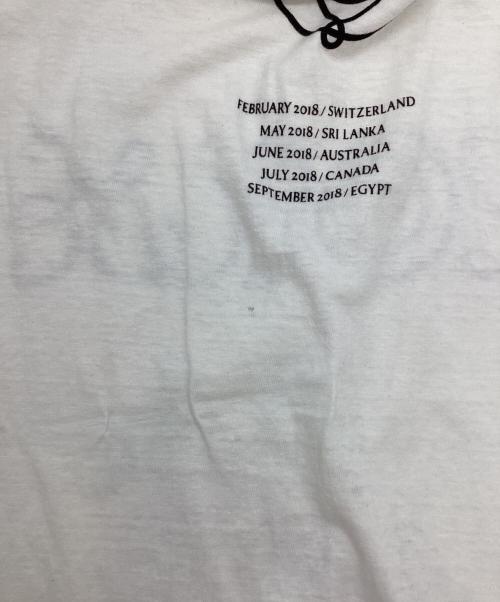 FEBRUARY 2018 / SWITZERLAND
MAY 2018 / SRI LANKA
JUNE 2018 / AUSTRALIA
JULY 2018 / CANADA
SEPTEMBER 2018 / EGYPT